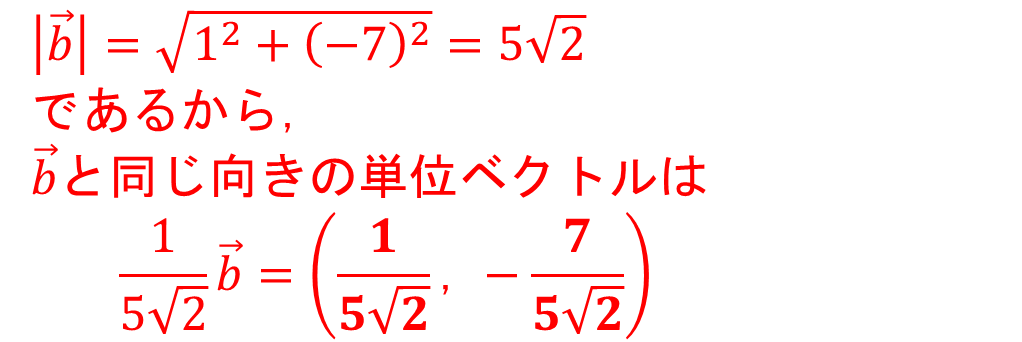 |b⃗| = √(1² + (−7)²) = 5√2
であるから,
b⃗と同じ向きの単位ベクトルは
1/(5√2) b⃗ = (1/(5√2), −7/(5√2))